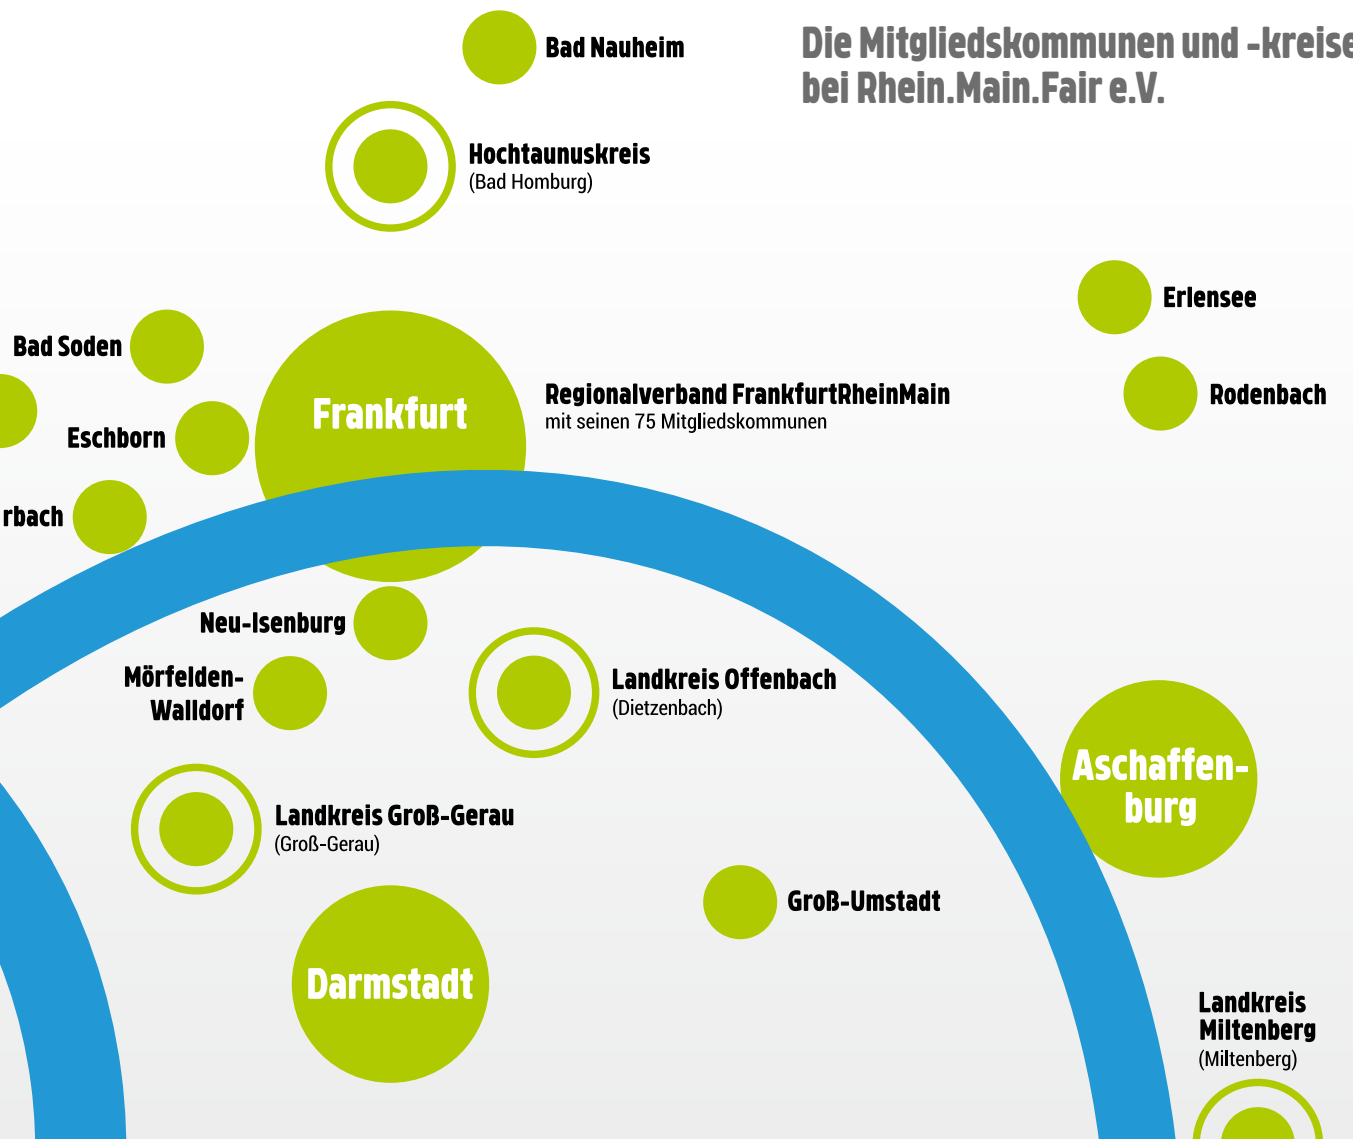 Die Mitgliedskommunen und -kreise
bei Rhein.Main.Fair e.V.
Bad Nauheim
Hochtaunuskreis
(Bad Homburg)
Erlensee
Bad Soden
Rodenbach
Frankfurt
Regionalverband FrankfurtRheinMain
mit seinen 75 Mitgliedskommunen
Eschborn
rbach
Neu-Isenburg
Mörfelden-
Walldorf
Landkreis Offenbach
(Dietzenbach)
Aschaffen-
burg
Landkreis Groß-Gerau
(Groß-Gerau)
Groß-Umstadt
Darmstadt
Landkreis
Miltenberg
(Miltenberg)